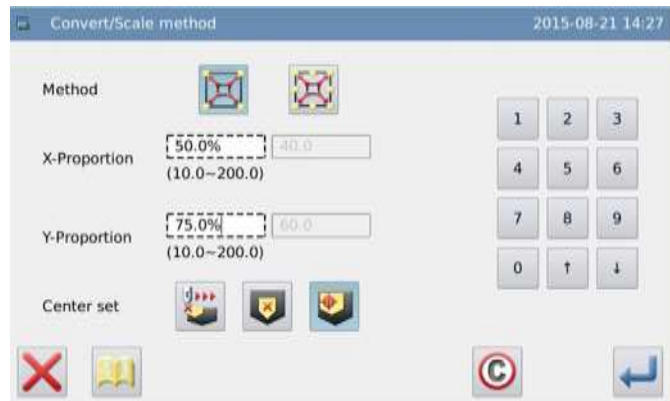 Convert/Scale method 2015-08-21 14:27
Method
X-Proportion 50.0% 40.0
(10.0~200.0)
Y-Proportion 75.0% 60.0
(10.0~200.0)
Center set
1 2 3
4 5 6
7 8 9
0 ↑ ↓
C